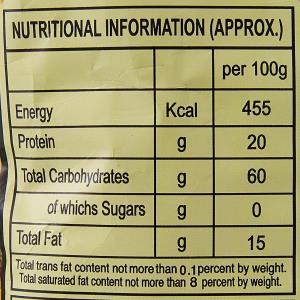 NUTRITIONAL INFORMATION (APPROX.)
per 100g
Energy Kcal 455
Protein g 20
Total Carbohydrates g 60
of whichs Sugars g 0
Total Fat g 15
Total trans fat content not more than 0.1 percent by weight.
Total saturated fat content not more than 8 percent by weight.